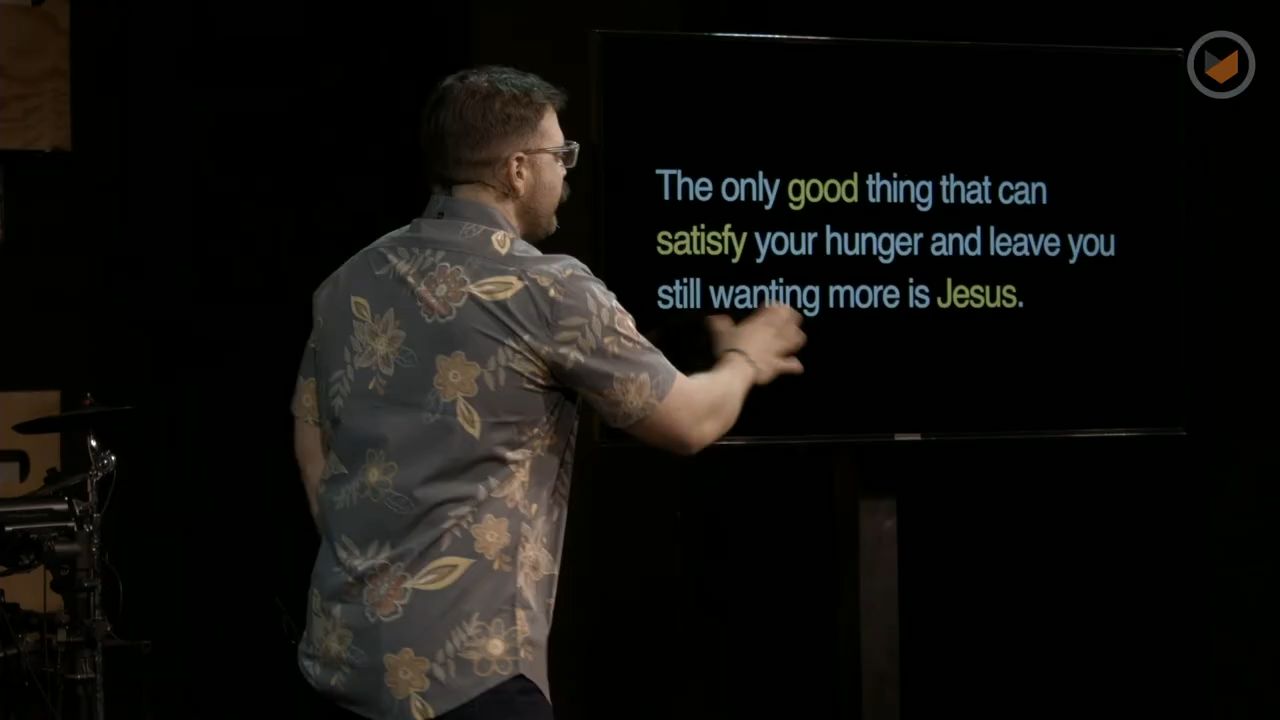 The only good thing that can
satisfy your hunger and leave you
still wanting more is Jesus.